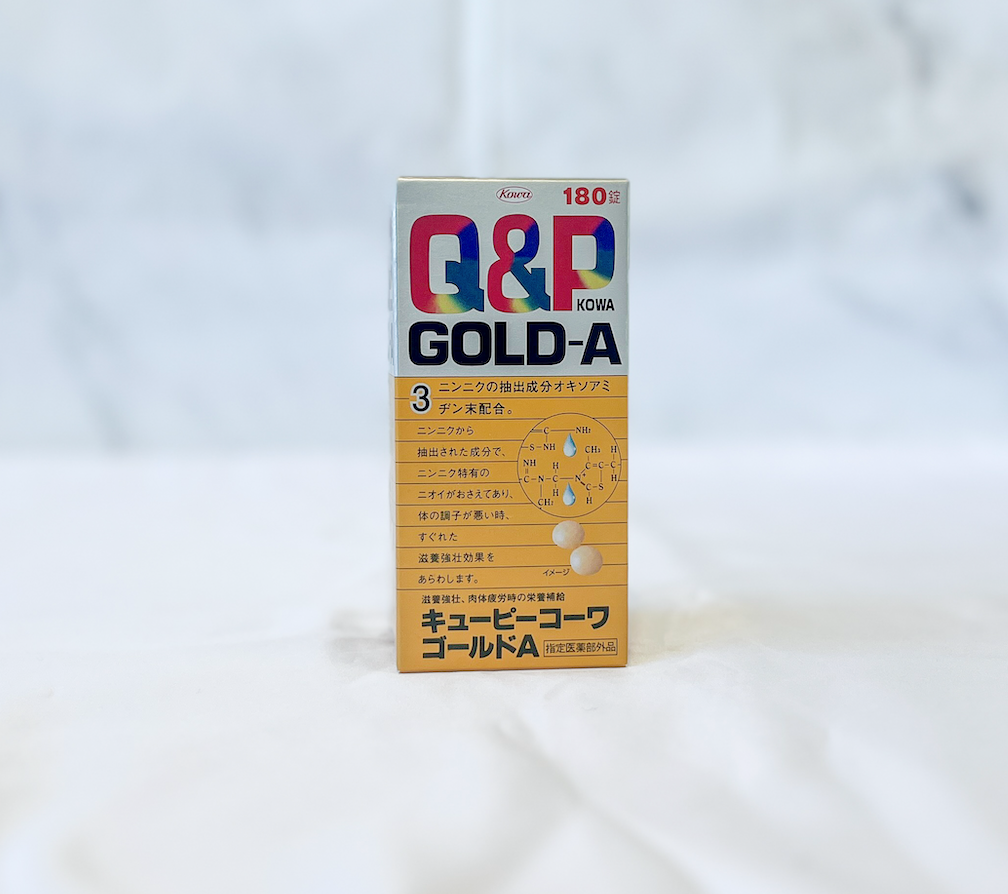 Kowa
180錠
Q&P
KOWA
GOLD-A
3 ニンニクの抽出成分オキソアミ
ヂン末配合。
ニンニクから
抽出された成分で、
ニンニク特有の
ニオイがおさえてあり、
体の調子が悪い時、
すぐれた
滋養強壮効果を
あらわします。
C NH₂
S-NH
CH₃ H
NH H C=C-C
C-N-C-N⁺ H
H C-S
CH₂ H
イメージ
滋養強壮、肉体疲労時の栄養補給
キューピーコーワ
ゴールドA 指定医薬部外品